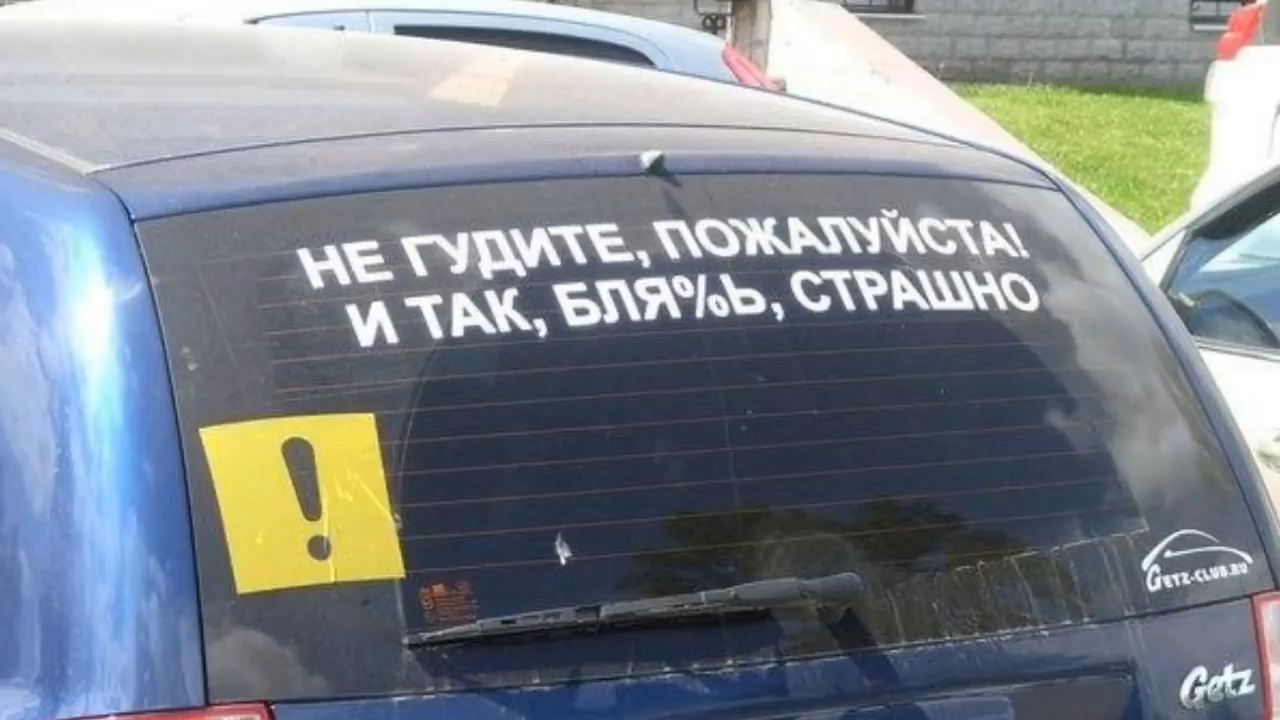 НЕ ГУДИТЕ, ПОЖАЛУЙСТА!
И ТАК, БЛЯ%Ь, СТРАШНО
!
GETZ-CLUB.RU
Getz